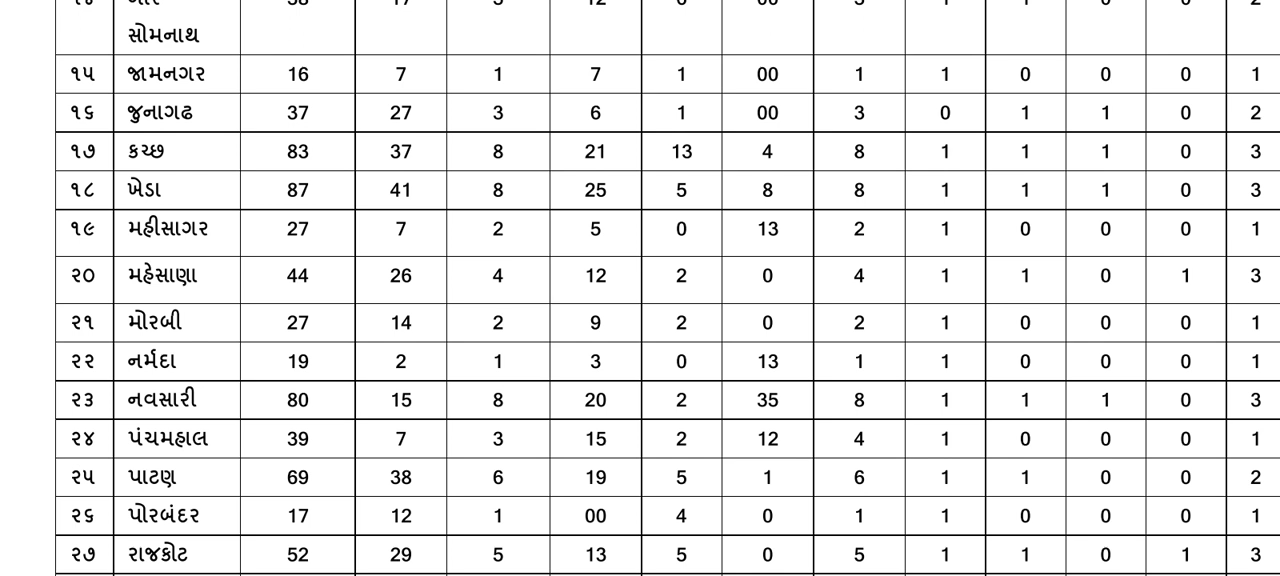 સોમનાથ
૧૫ જામનગર 16 7 1 7 1 00 1 1 0 0 0 1
૧૬ જુનાગઢ 37 27 3 6 1 00 3 0 1 1 0 2
૧૭ કચ્છ 83 37 8 21 13 4 8 1 1 1 0 3
૧૮ ખેડા 87 41 8 25 5 8 8 1 1 1 0 3
૧૯ મહીસાગર 27 7 2 5 0 13 2 1 0 0 0 1
૨૦ મહેસાણા 44 26 4 12 2 0 4 1 1 0 1 3
૨૧ મોરબી 27 14 2 9 2 0 2 1 0 0 0 1
૨૨ નર્મદા 19 2 1 3 0 13 1 1 0 0 0 1
૨૩ નવસારી 80 15 8 20 2 35 8 1 1 1 0 3
૨૪ પંચમહાલ 39 7 3 15 2 12 4 1 0 0 0 1
૨૫ પાટણ 69 38 6 19 5 1 6 1 1 0 0 2
૨૬ પોરબંદર 17 12 1 00 4 0 1 1 0 0 0 1
૨૭ રાજકોટ 52 29 5 13 5 0 5 1 1 0 1 3